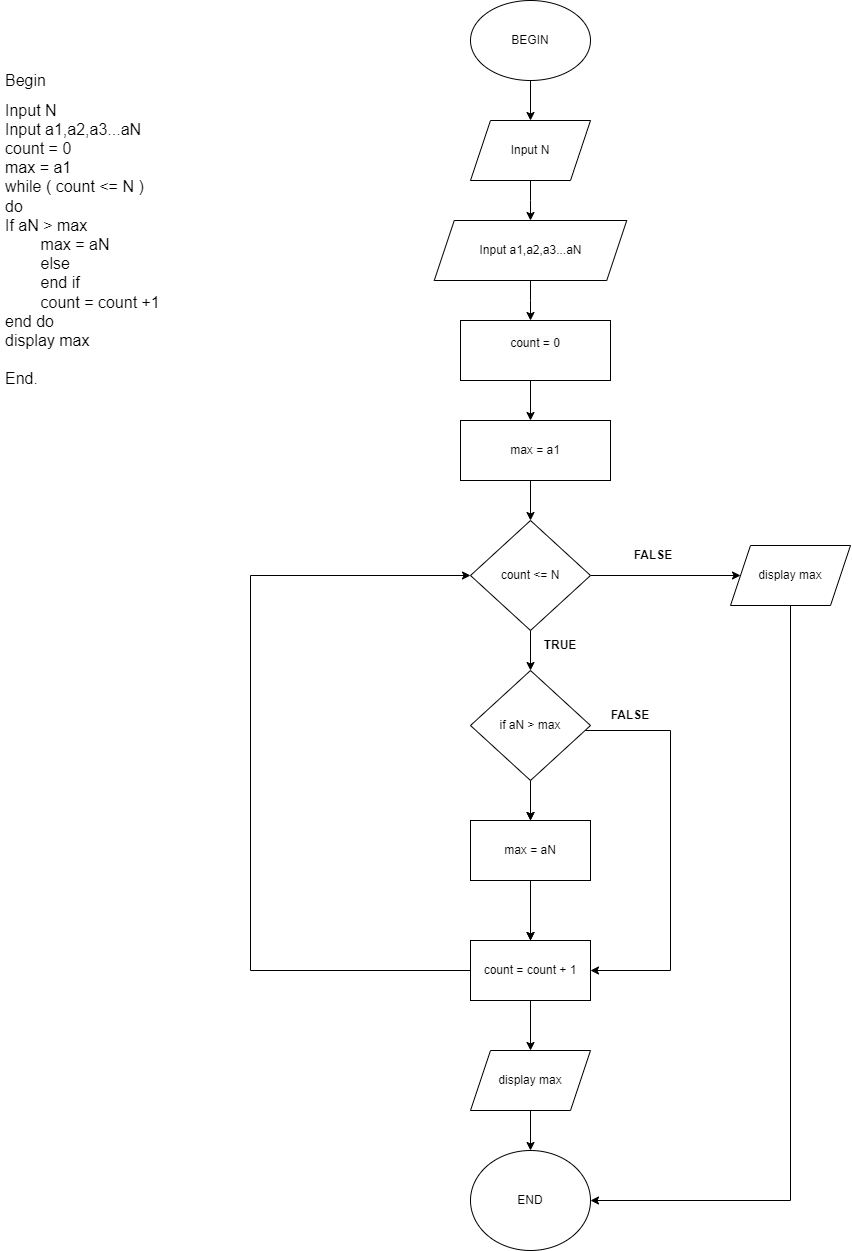 Begin
Input N
Input a1,a2,a3...aN
count = 0
max = a1
while ( count <= N )
do
If aN > max
max = aN
else
end if
count = count +1
end do
display max
End.
BEGIN
Input N
Input a1,a2,a3...aN
count = 0
max = a1
count <= N
FALSE
display max
TRUE
if aN > max
FALSE
max = aN
count = count + 1
display max
END